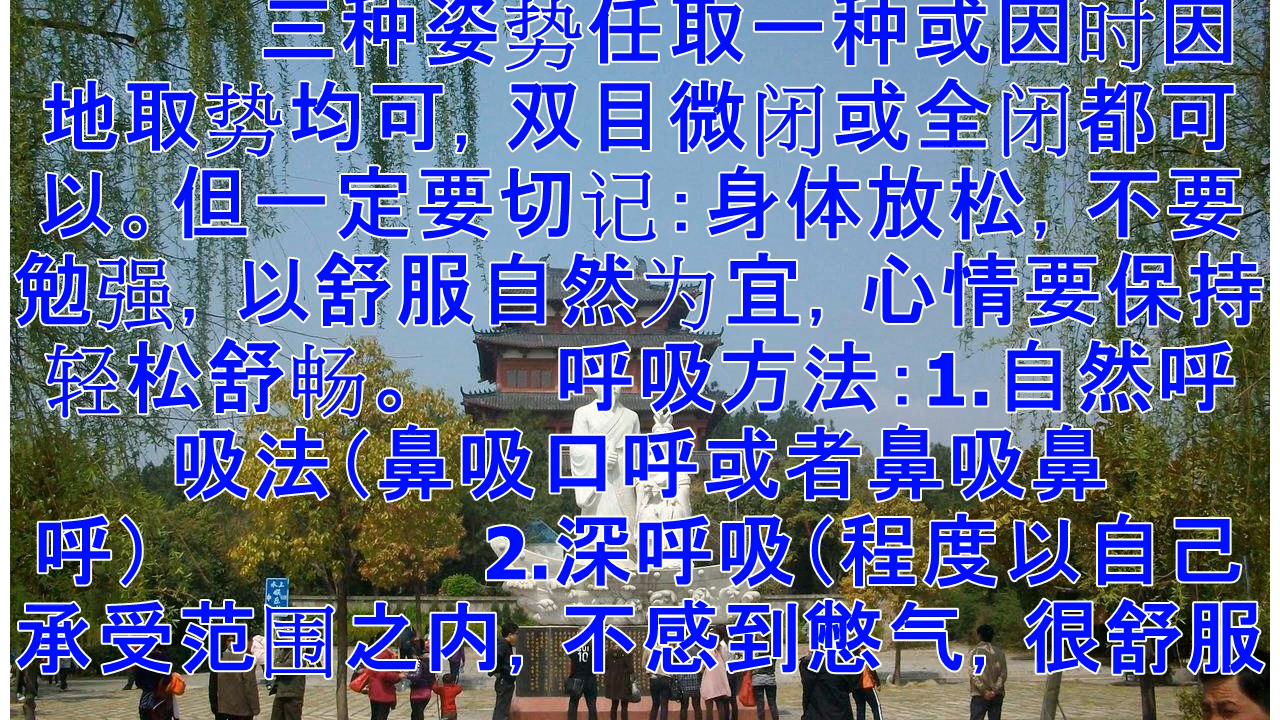 三种姿势任取一种或因时因
地取势均可，双目微闭或全闭都可
以。但一定要切记：身体放松，不要
勉强，以舒服自然为宜，心情要保持
轻松舒畅。 呼吸方法：1.自然呼
吸法（鼻吸口呼或者鼻吸鼻
呼） 2.深呼吸（程度以自己
承受范围之内，不感到憋气，很舒服